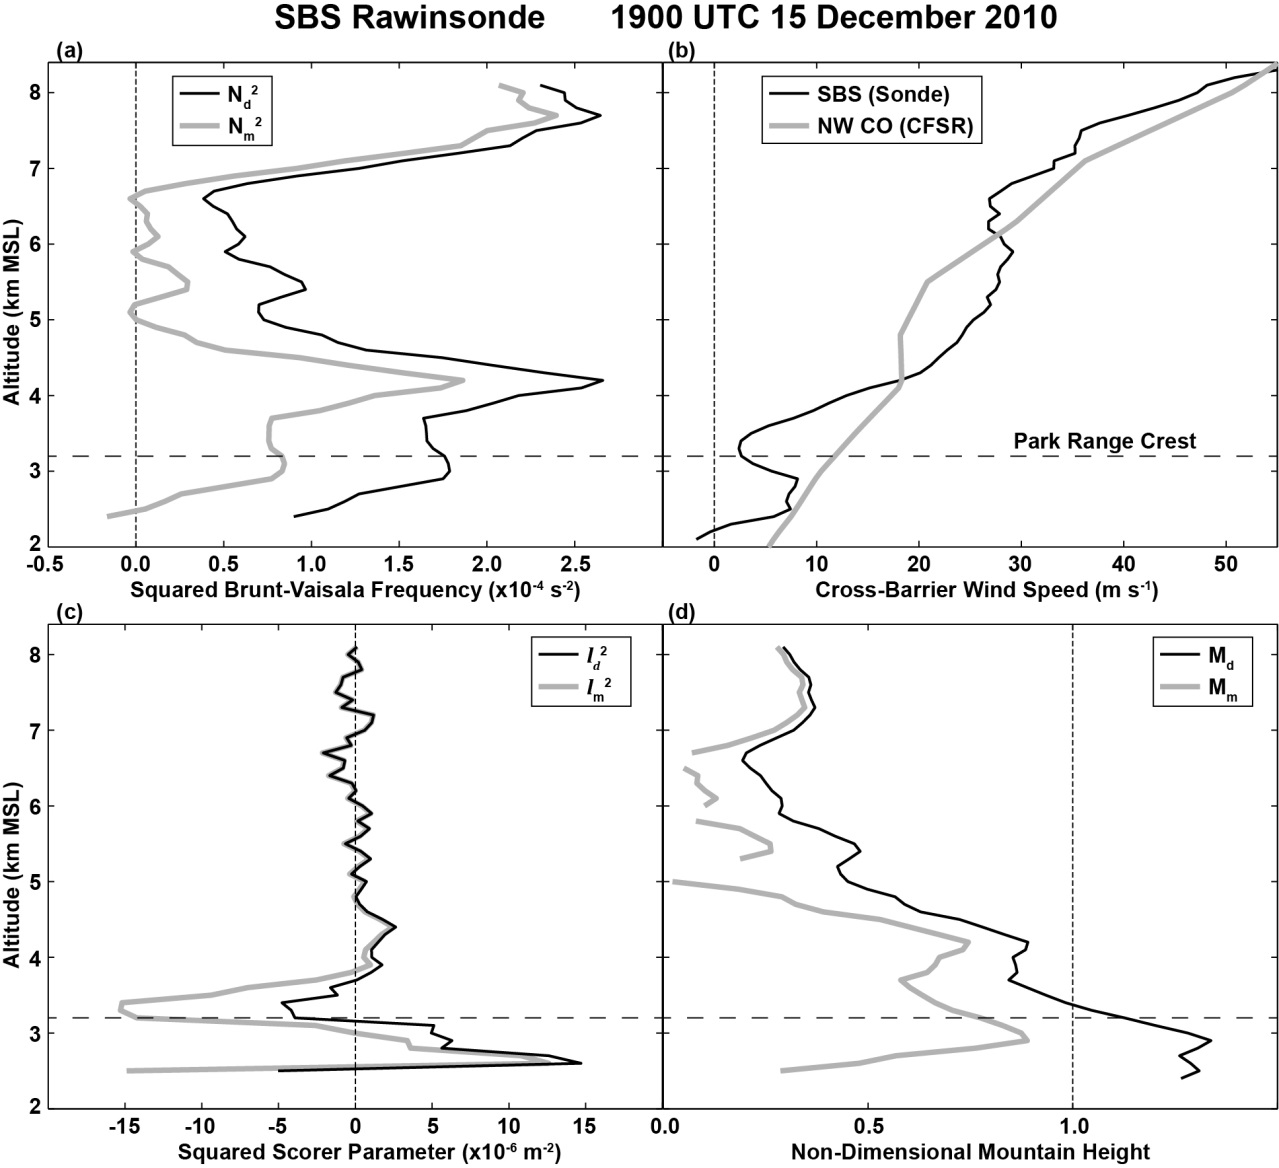 SBS Rawinsonde 1900 UTC 15 December 2010
(a) (b)
N_d^2
N_m^2
SBS (Sonde)
NW CO (CFSR)
Park Range Crest
Altitude (km MSL)
8
7
6
5
4
3
2
-0.5 0.0 0.5 1.0 1.5 2.0 2.5
0 10 20 30 40 50
Squared Brunt-Vaisala Frequency (x10^-4 s^-2)
Cross-Barrier Wind Speed (m s^-1)
(c) (d)
l_d^2
l_m^2
M_d
M_m
Altitude (km MSL)
8
7
6
5
4
3
2
-15 -10 -5 0 5 10 15
0.0 0.5 1.0
Squared Scorer Parameter (x10^-6 m^-2)
Non-Dimensional Mountain Height